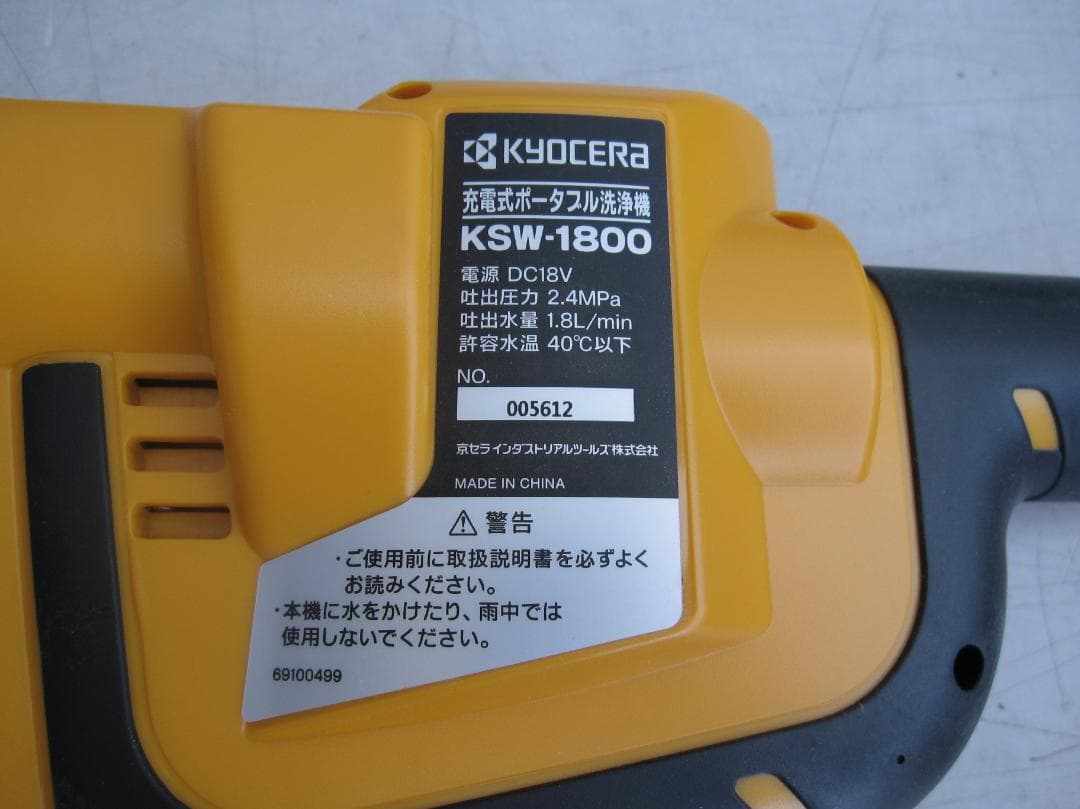 KYOCERA
充電式ポータブル洗浄機
KSW-1800
電源 DC18V
吐出圧力 2.4MPa
吐出水量 1.8L/min
許容水温 40℃以下
NO.
005612
京セラインダストリアルツールズ株式会社
MADE IN CHINA
⚠ 警告
・ご使用前に取扱説明書を必ずよく
お読みください。
・本機に水をかけたり、雨中では
使用しないでください。
69100499